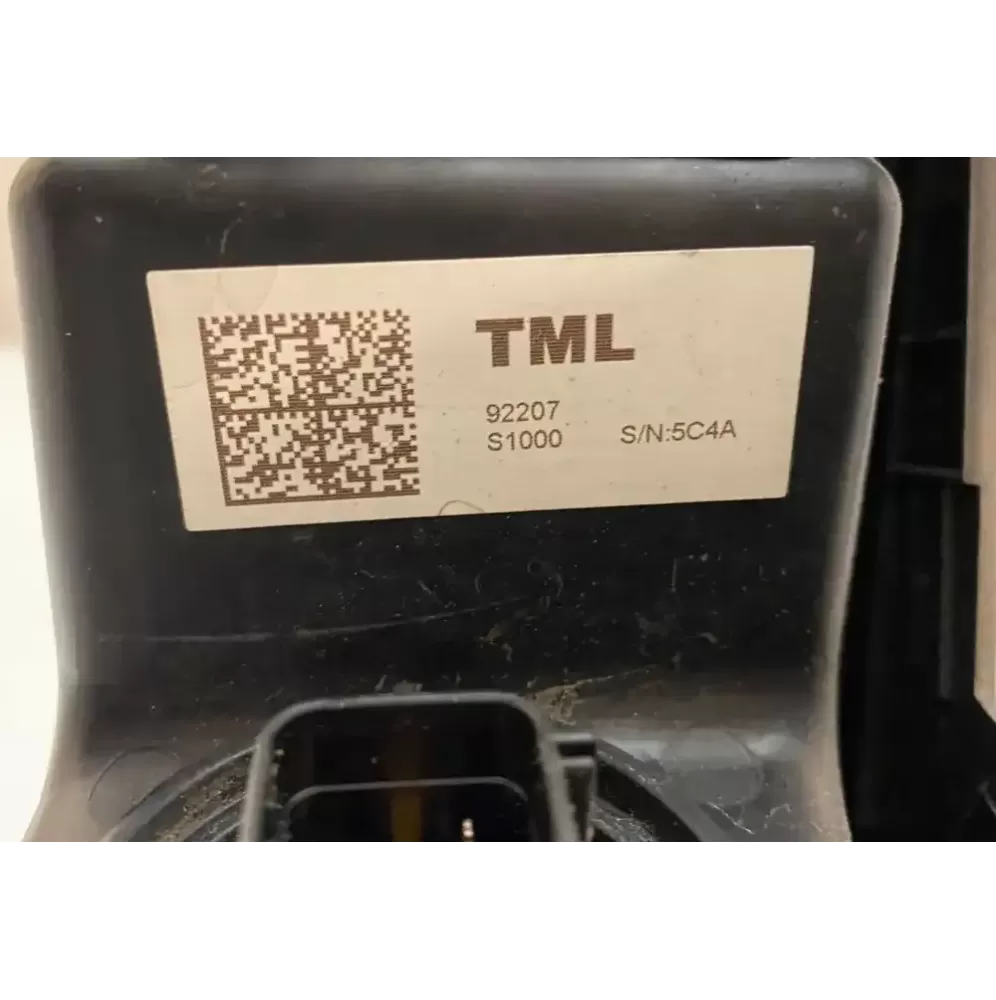 TML
92207
S1000 S/N:5C4A